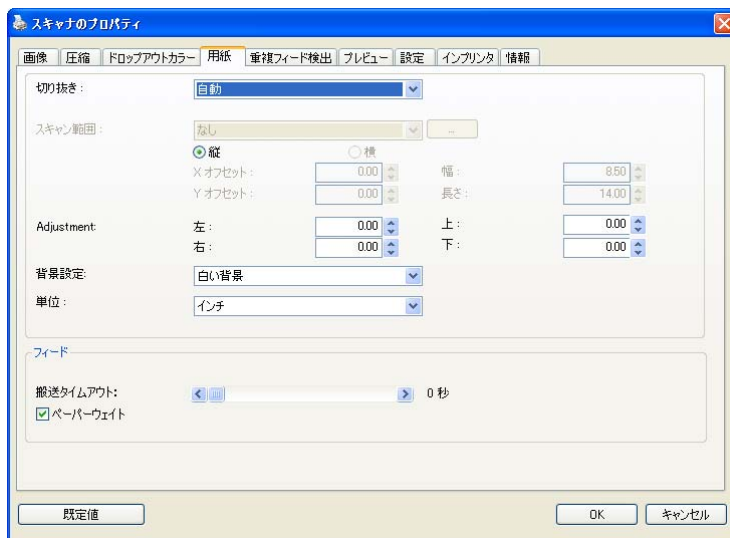 スキャナのプロパティ
画像 圧縮 ドロップアウトカラー 用紙 重複フィード検出 プレビュー 設定 インプリンタ 情報
切り抜き： 自動
スキャン範囲： なし ...
縦 横
X オフセット： 0.00 幅： 8.50
Y オフセット： 0.00 長さ： 14.00
Adjustment: 左： 0.00 上： 0.00
右： 0.00 下： 0.00
背景設定: 白い背景
単位： インチ
フィード
搬送タイムアウト: 0 秒
ペーパーウェイト
既定値 OK キャンセル